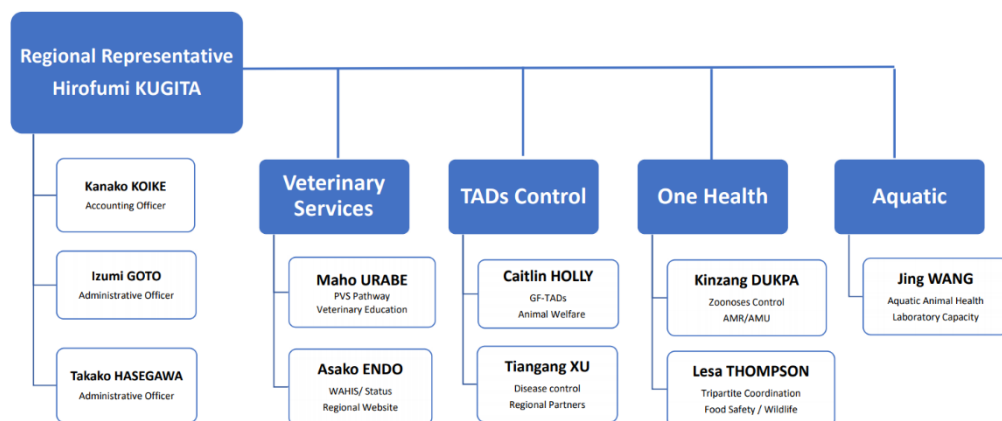 Regional Representative
Hirofumi KUGITA
Kanako KOIKE
Accounting Officer
Izumi GOTO
Administrative Officer
Takako HASEGAWA
Administrative Officer
Veterinary
Services
Maho URABE
PVS Pathway
Veterinary Education
Asako ENDO
WAHIS/ Status
Regional Website
TADs Control
Caitlin HOLLY
GF-TADs
Animal Welfare
Tiangang XU
Disease control
Regional Partners
One Health
Kinzang DUKPA
Zoonoses Control
AMR/AMU
Lesa THOMPSON
Tripartite Coordination
Food Safety / Wildlife
Aquatic
Jing WANG
Aquatic Animal Health
Laboratory Capacity